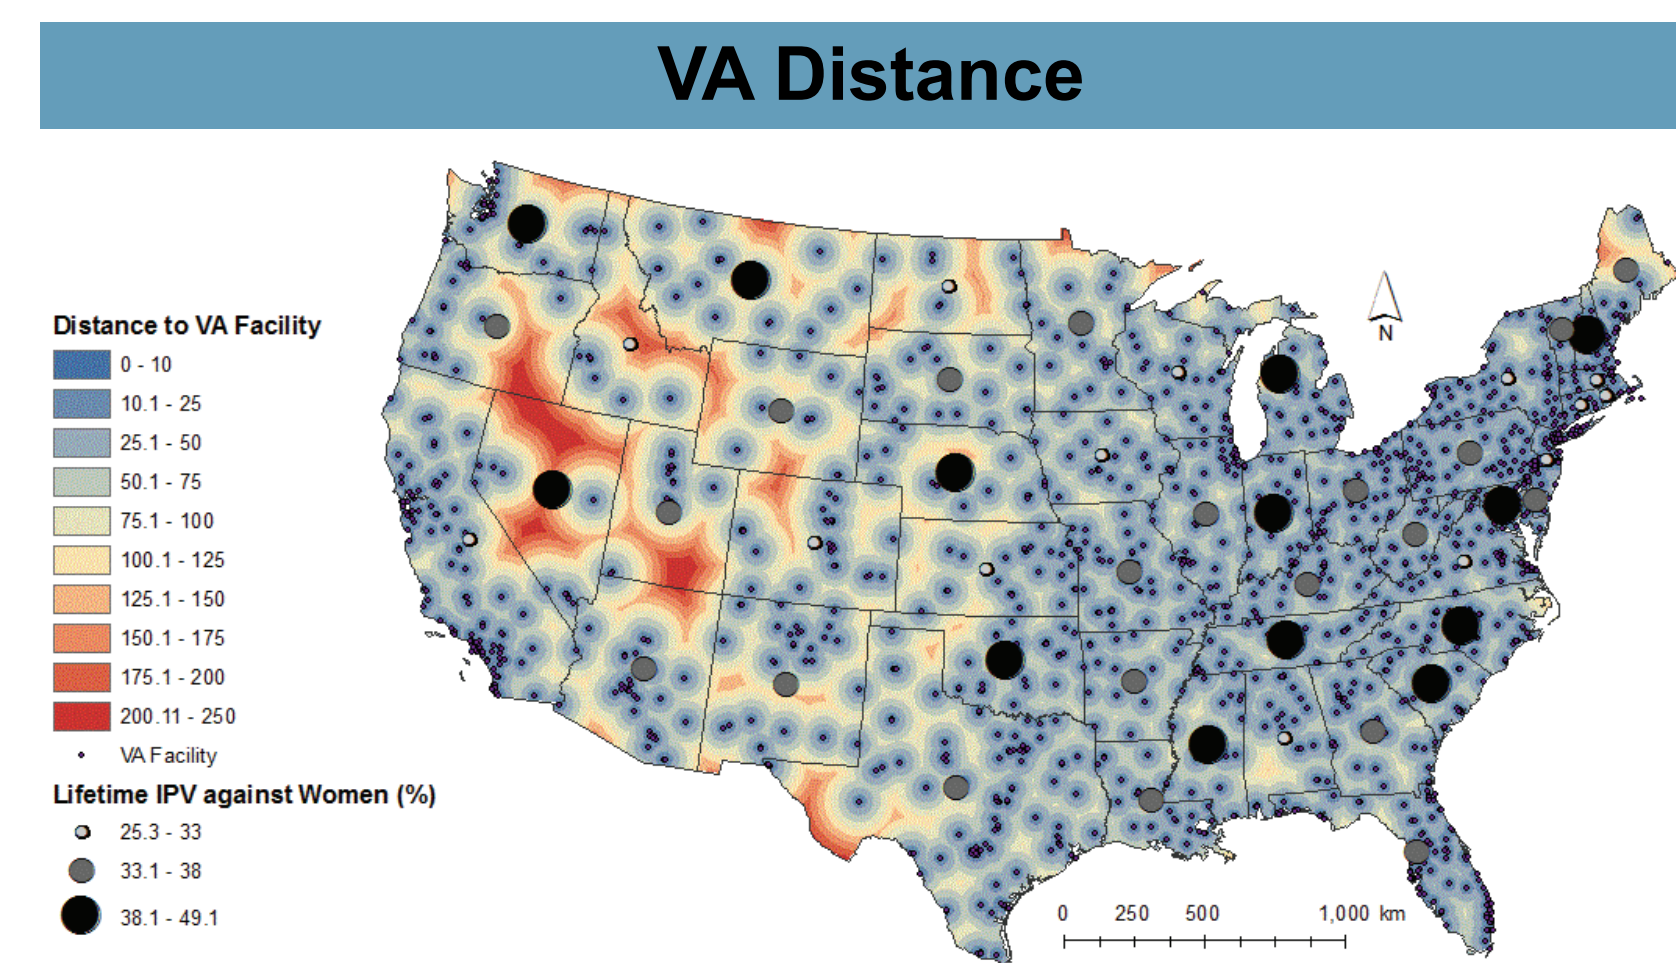 VA Distance
Distance to VA Facility
0 - 10
10.1 - 25
25.1 - 50
50.1 - 75
75.1 - 100
100.1 - 125
125.1 - 150
150.1 - 175
175.1 - 200
200.11 - 250
VA Facility
Lifetime IPV against Women (%)
25.3 - 33
33.1 - 38
38.1 - 49.1
N
0 250 500 1,000 km